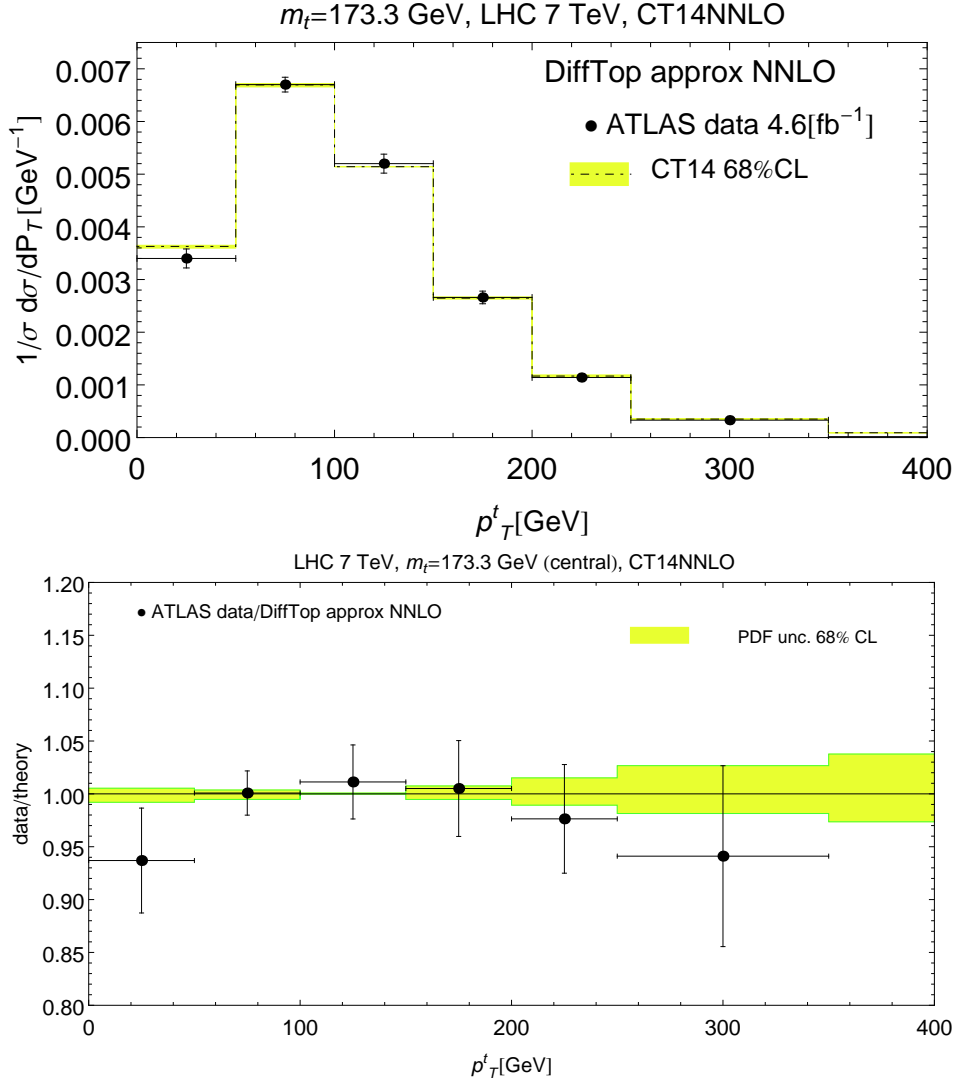 m_t=173.3 GeV, LHC 7 TeV, CT14NNLO
DiffTop approx NNLO
ATLAS data 4.6[fb⁻¹]
CT14 68%CL
1/σ dσ/dP_T[GeV⁻¹]
0.007
0.006
0.005
0.004
0.003
0.002
0.001
0.000
0 100 200 300 400
p^t_T[GeV]
LHC 7 TeV, m_t=173.3 GeV (central), CT14NNLO
ATLAS data/DiffTop approx NNLO
PDF unc. 68% CL
data/theory
1.20
1.15
1.10
1.05
1.00
0.95
0.90
0.85
0.80
0 100 200 300 400
p^t_T[GeV]